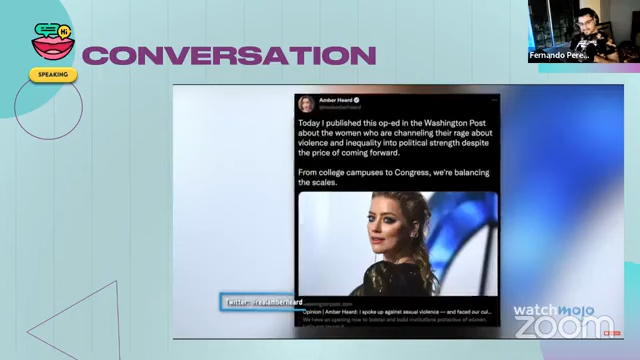 Hi
SPEAKING
CONVERSATION
Fernando Pere...
Amber Heard
@realamberheard
Today I published this op-ed in the Washington Post
about the women who are channeling their rage about
violence and inequality into political strength despite
the price of coming forward.
From college campuses to Congress, we're balancing
the scales.
Twitter: @realamberheard
washingtonpost.com
Opinion | Amber Heard: I spoke up against sexual violence — and faced our cul...
We have an opening now to bolster and build institutions protective of women.
watchmojo
zoom